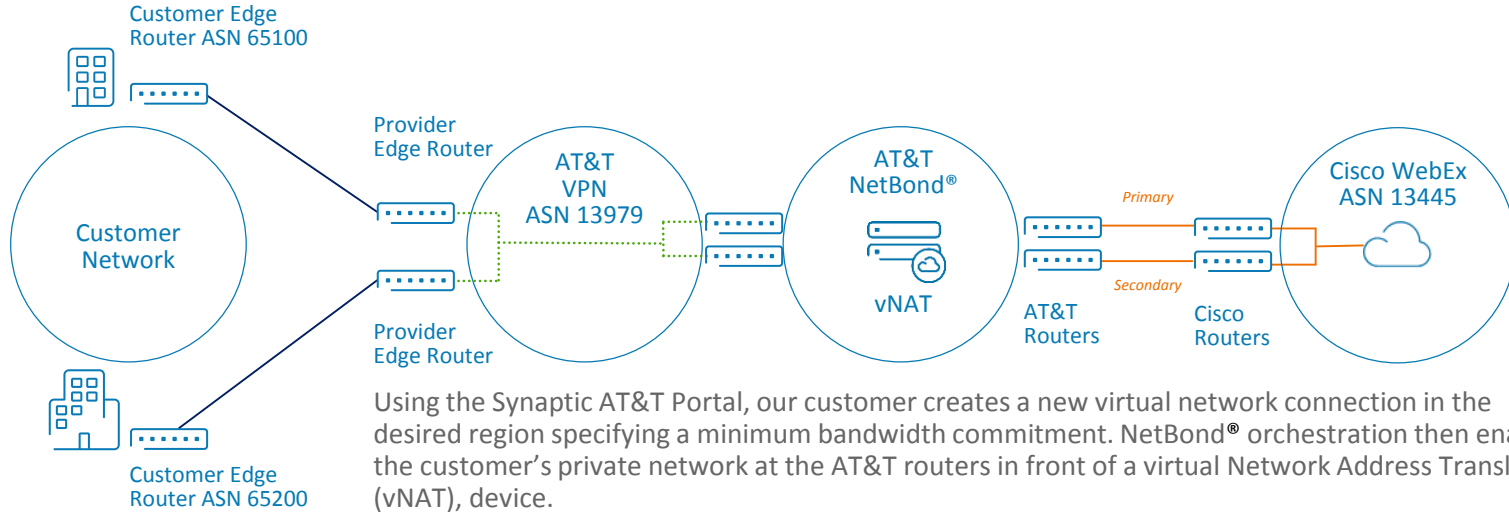 Customer Edge
Router ASN 65100
Customer
Network
Customer Edge
Router ASN 65200
Provider
Edge Router
Provider
Edge Router
AT&T
VPN
ASN 13979
AT&T
NetBond®
vNAT
Primary
Secondary
AT&T
Routers
Cisco
Routers
Cisco WebEx
ASN 13445
Using the Synaptic AT&T Portal, our customer creates a new virtual network connection in the
desired region specifying a minimum bandwidth commitment. NetBond® orchestration then
the customer's private network at the AT&T routers in front of a virtual Network Address
(vNAT), device.